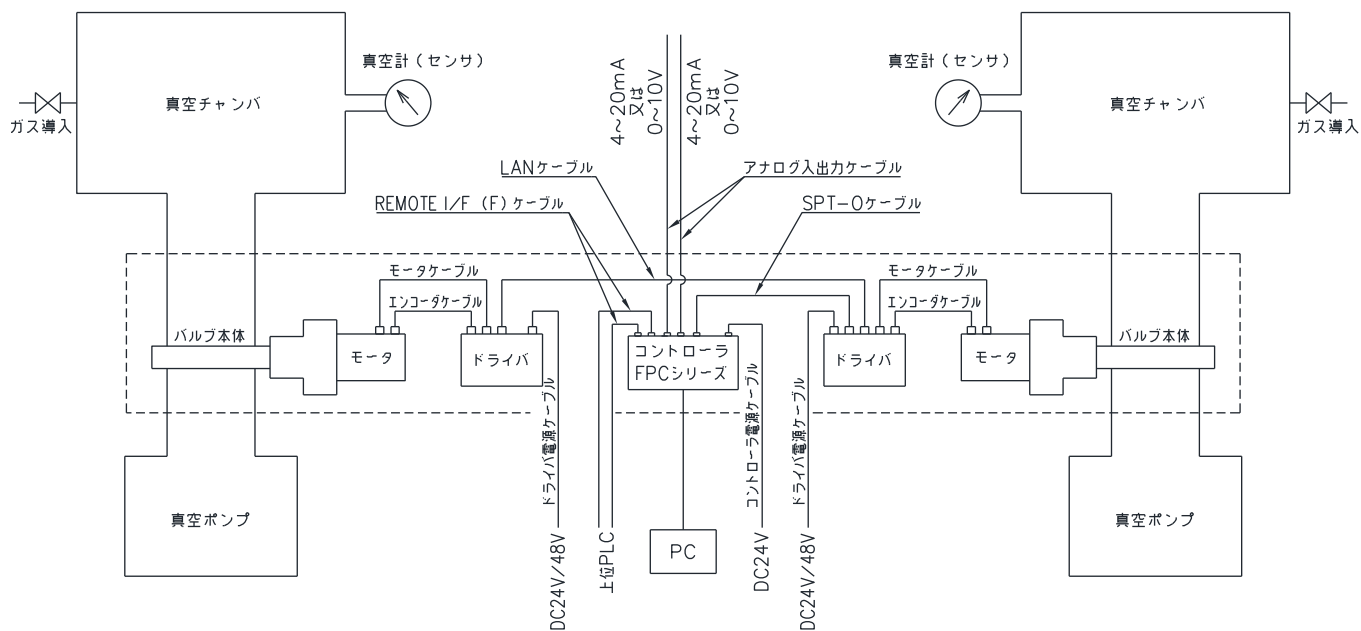 真空計（センサ）
真空計（センサ）
真空チャンバ
真空チャンバ
ガス導入
ガス導入
4～20mA
又は
0～10V
4～20mA
又は
0～10V
LANケーブル
アナログ入出力ケーブル
REMOTE I/F（F）ケーブル
SPT－Oケーブル
モータケーブル
モータケーブル
エンコーダケーブル
エンコーダケーブル
バルブ本体
バルブ本体
モータ
ドライバ
コントローラ
FPCシリーズ
ドライバ
モータ
ドライバ電源ケーブル
コントローラ電源ケーブル
ドライバ電源ケーブル
真空ポンプ
真空ポンプ
DC24V/48V
上位PLC
PC
DC24V
DC24V/48V